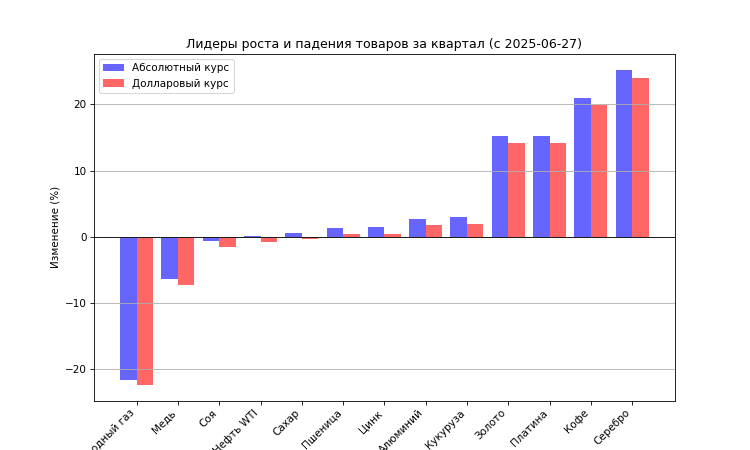 Лидеры роста и падения товаров за квартал (с 2025-06-27)
Абсолютный курс
Долларовый курс
Изменение (%)
20
10
0
−10
−20
одный газ
Медь
Соя
Нефть WTI
Сахар
Пшеница
Цинк
Алюминий
Кукуруза
Золото
Платина
Кофе
Серебро